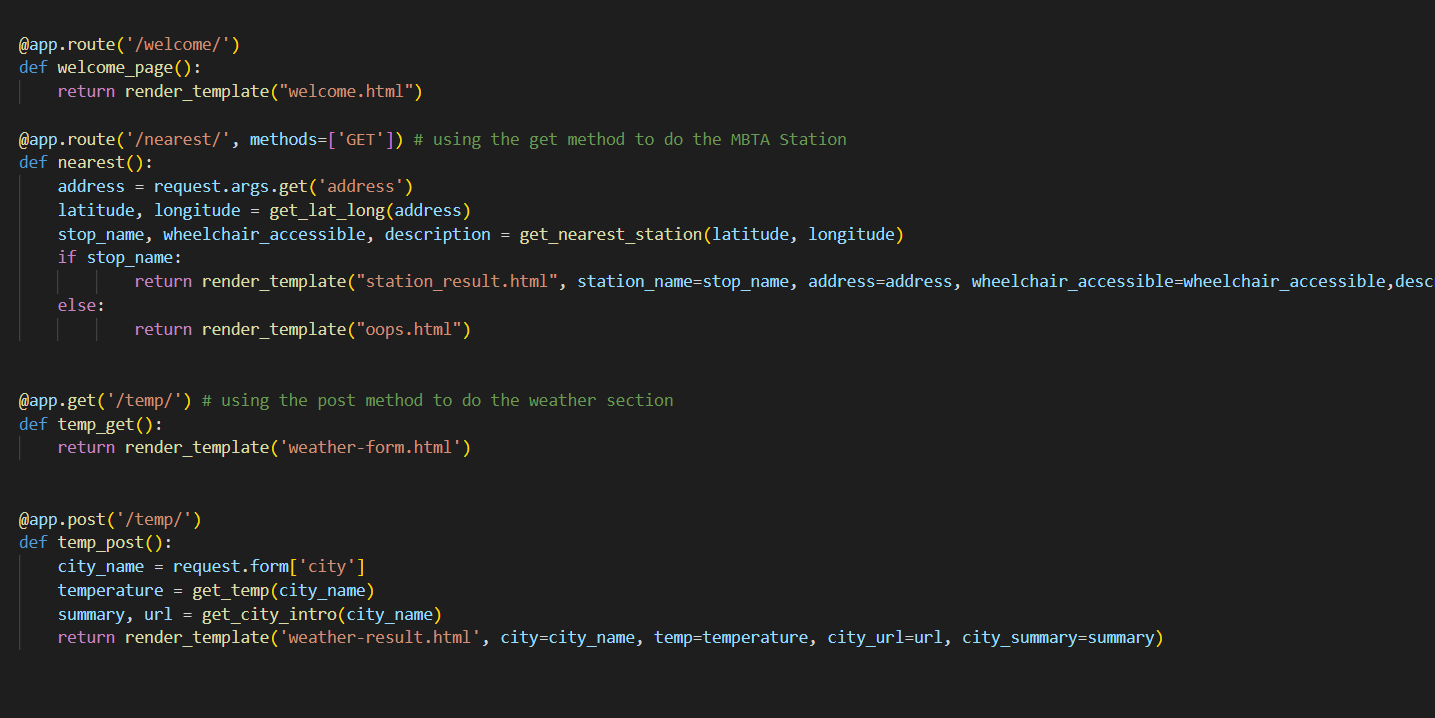 @app.route('/welcome/')
def welcome_page():
    return render_template("welcome.html")
@app.route('/nearest/', methods=['GET']) # using the get method to do the MBTA Station
def nearest():
    address = request.args.get('address')
    latitude, longitude = get_lat_long(address)
    stop_name, wheelchair_accessible, description = get_nearest_station(latitude, longitude)
    if stop_name:
            return render_template("station_result.html", station_name=stop_name, address=address, wheelchair_accessible=wheelchair_accessible,desc
    else:
            return render_template("oops.html")
@app.get('/temp/') # using the post method to do the weather section
def temp_get():
    return render_template('weather-form.html')
@app.post('/temp/')
def temp_post():
    city_name = request.form['city']
    temperature = get_temp(city_name)
    summary, url = get_city_intro(city_name)
    return render_template('weather-result.html', city=city_name, temp=temperature, city_url=url, city_summary=summary)